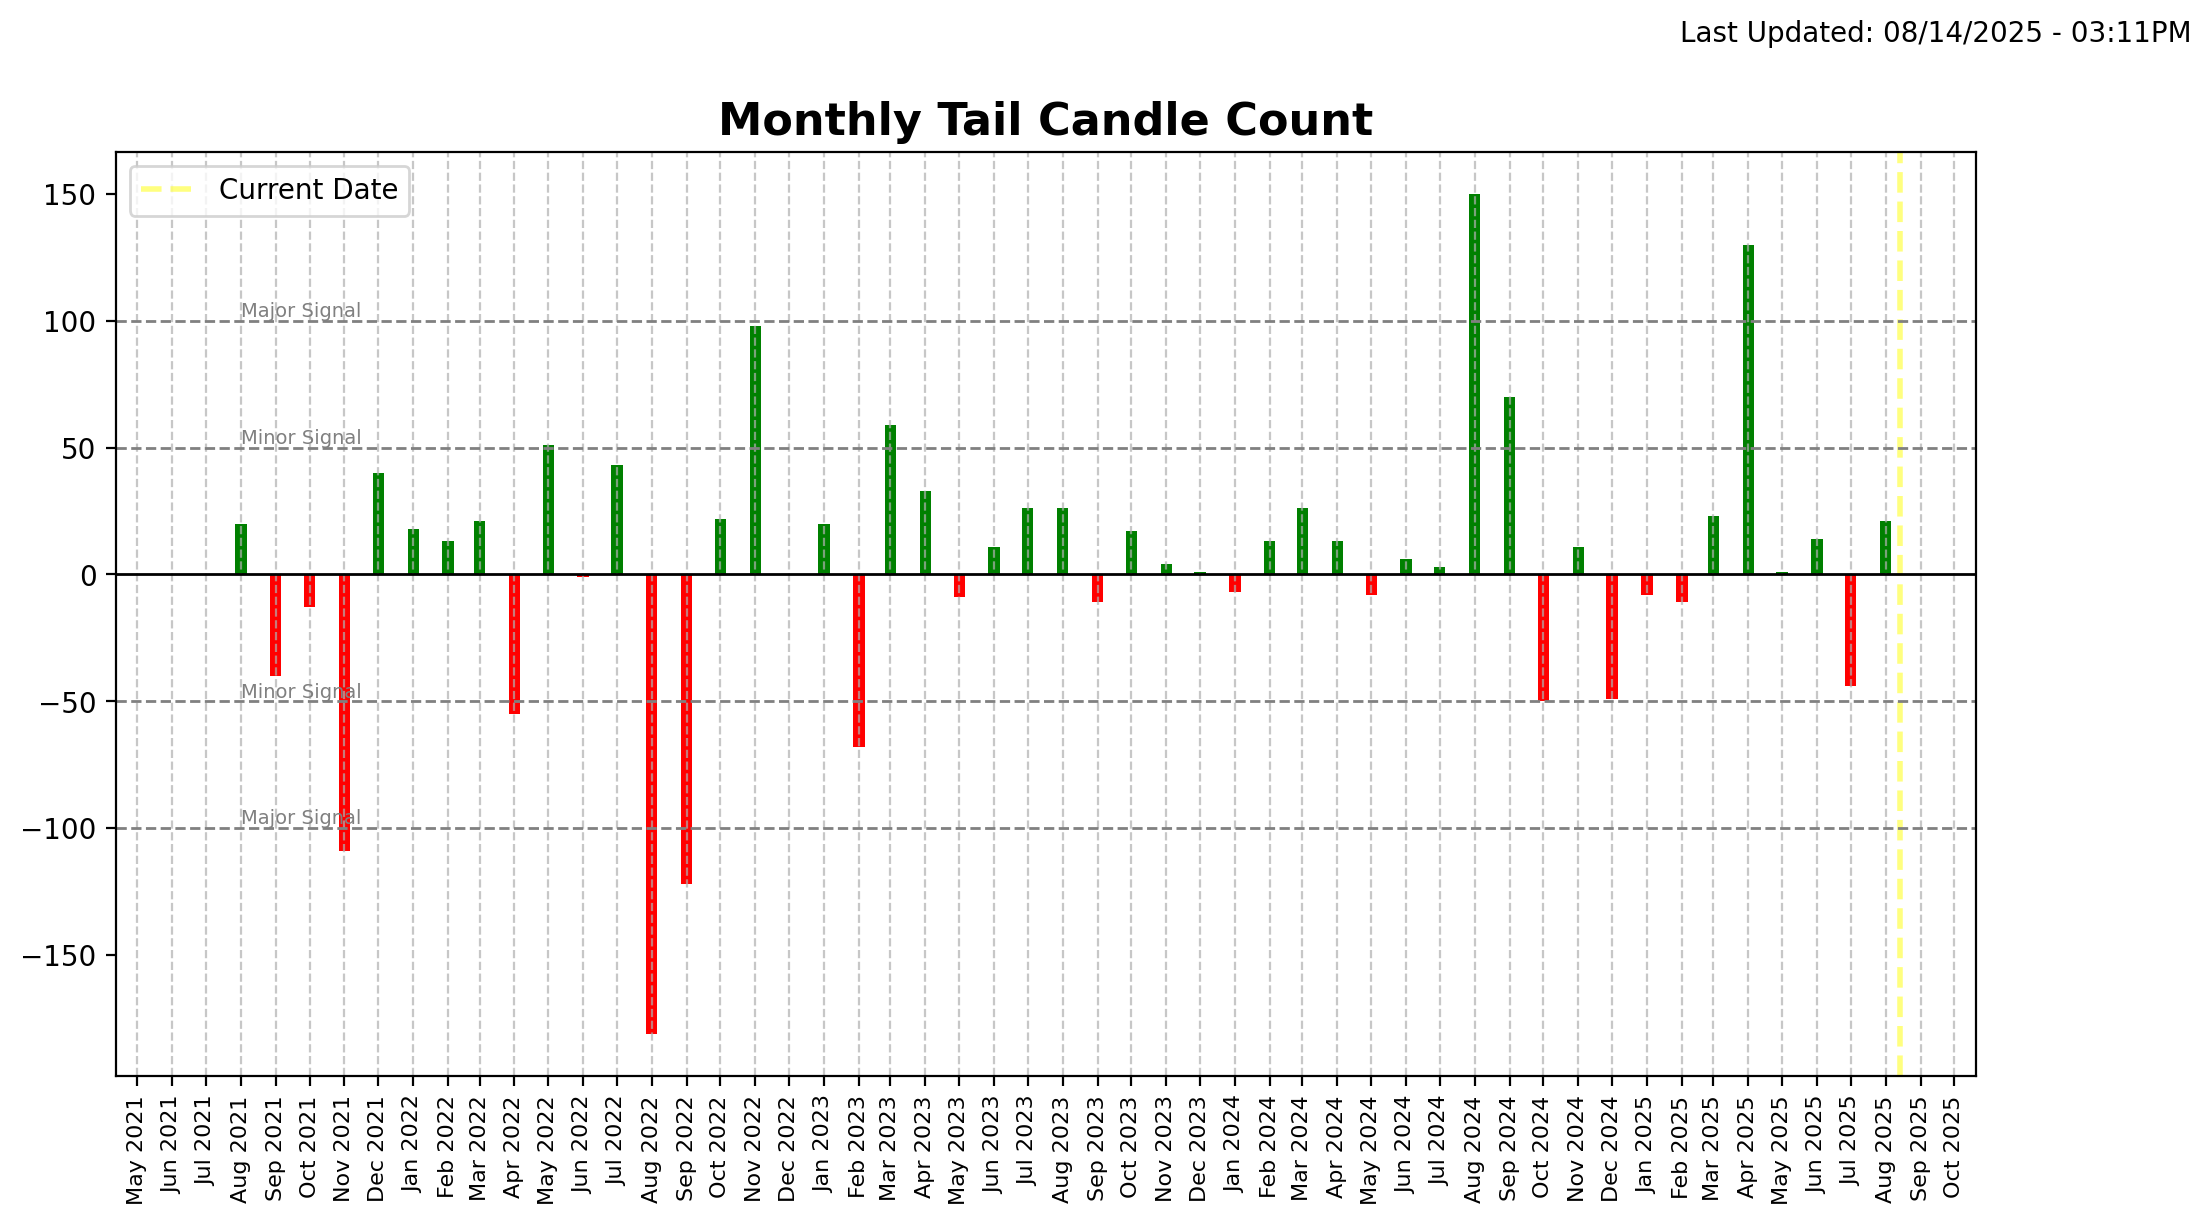 Last Updated: 08/14/2025 - 03:11PM
Monthly Tail Candle Count
Current Date
150
100
50
0
−50
−100
−150
Major Signal
Minor Signal
Minor Signal
Major Signal
May 2021
Jun 2021
Jul 2021
Aug 2021
Sep 2021
Oct 2021
Nov 2021
Dec 2021
Jan 2022
Feb 2022
Mar 2022
Apr 2022
May 2022
Jun 2022
Jul 2022
Aug 2022
Sep 2022
Oct 2022
Nov 2022
Dec 2022
Jan 2023
Feb 2023
Mar 2023
Apr 2023
May 2023
Jun 2023
Jul 2023
Aug 2023
Sep 2023
Oct 2023
Nov 2023
Dec 2023
Jan 2024
Feb 2024
Mar 2024
Apr 2024
May 2024
Jun 2024
Jul 2024
Aug 2024
Sep 2024
Oct 2024
Nov 2024
Dec 2024
Jan 2025
Feb 2025
Mar 2025
Apr 2025
May 2025
Jun 2025
Jul 2025
Aug 2025
Sep 2025
Oct 2025